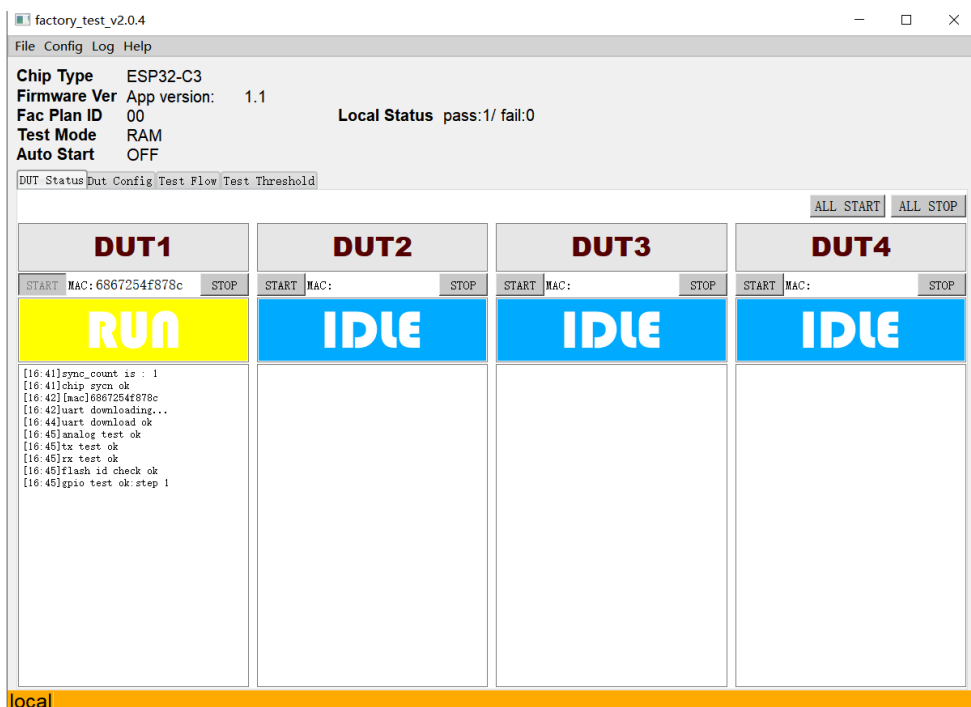 factory_test_v2.0.4
File Config Log Help
Chip Type ESP32-C3
Firmware Ver App version: 1.1
Fac Plan ID 00 Local Status pass:1/ fail:0
Test Mode RAM
Auto Start OFF
DUT Status Dut Config Test Flow Test Threshold
ALL START ALL STOP
DUT1 DUT2 DUT3 DUT4
START MAC:6867254f878c STOP START MAC: STOP START MAC: STOP START MAC: STOP
RUN IDLE IDLE IDLE
[16:41]sync_count is : 1
[16:41]chip sycn ok
[16:42][mac]6867254f878c
[16:42]uart downloading...
[16:44]uart download ok
[16:45]analog test ok
[16:45]tx test ok
[16:45]rx test ok
[16:45]flash id check ok
[16:45]gpio test ok:step 1
local